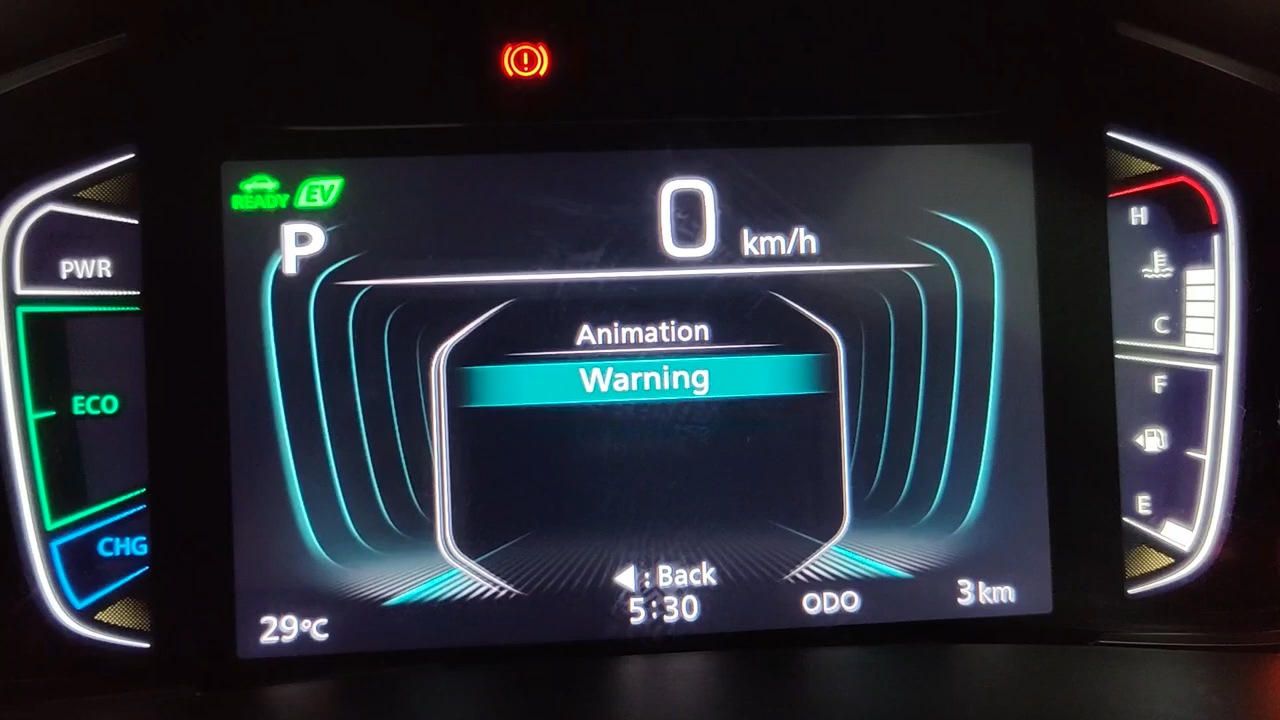 READY EV
P
0 km/h
PWR
ECO
CHG
Animation
Warning
◀ : Back
29°C
5:30
ODO
3 km
H
C
F
E